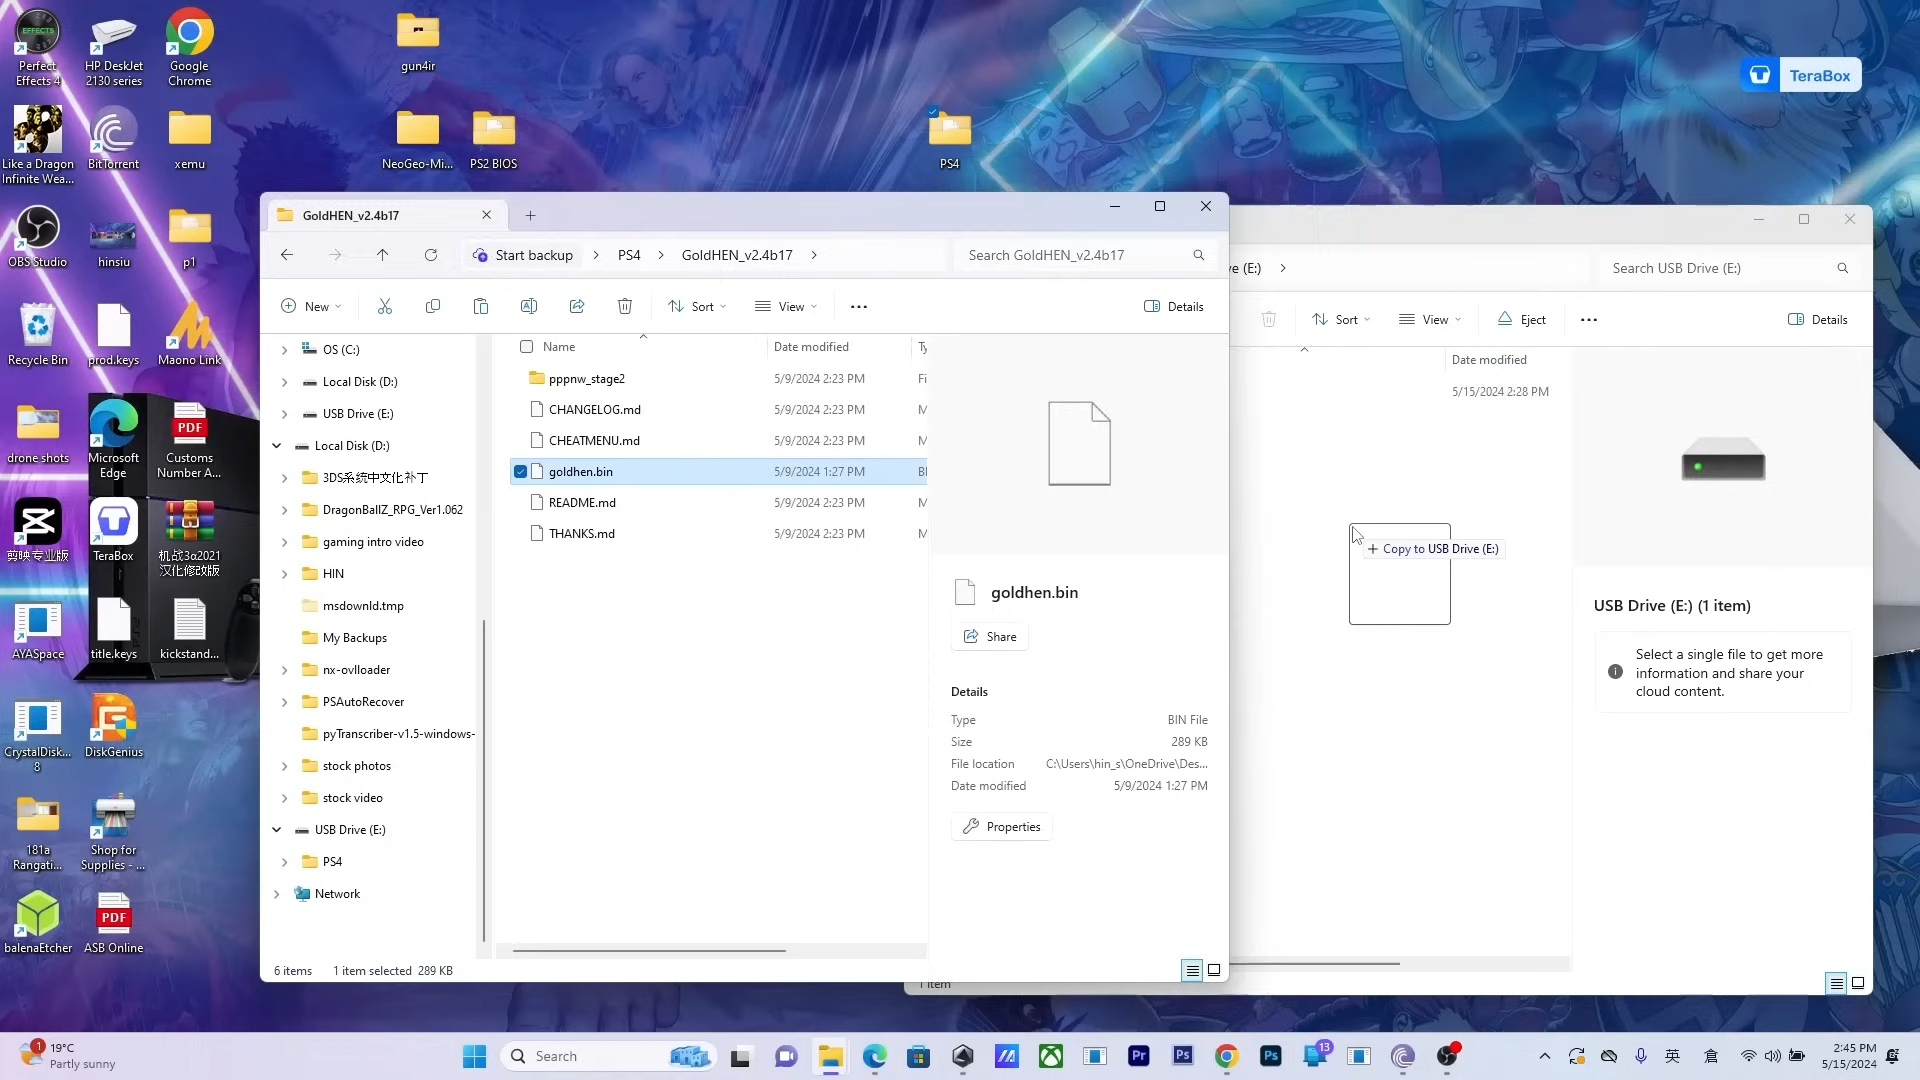 Perfect
Effects 4
HP DeskJet
2130 series
Google
Chrome
gun4ir
TeraBox
Like a Dragon
Infinite Wea...
BitTorrent
xemu
NeoGeo-Mi...
PS2 BIOS
PS4
OBS Studio
hinsiu
p1
Recycle Bin
prod.keys
Maono Link
drone shots
Microsoft
Edge
PDF
Customs
Number A...
剪映专业版
TeraBox
机战3α2021
汉化修改版
AYASpace
title.keys
kickstand...
CrystalDisk...
8
DiskGenius
181a
Rangati...
Shop for
Supplies - ...
balenaEtcher
PDF
ASB Online
GoldHEN_v2.4b17
Start backup
PS4
GoldHEN_v2.4b17
Search GoldHEN_v2.4b17
New
Sort
View
Details
OS (C:)
Local Disk (D:)
USB Drive (E:)
Local Disk (D:)
3DS系统中文化补丁
DragonBallZ_RPG_Ver1.062
gaming intro video
HIN
msdownld.tmp
My Backups
nx-ovlloader
PSAutoRecover
pyTranscriber-v1.5-windows-
stock photos
stock video
USB Drive (E:)
PS4
Network
Name
Date modified
Ty
pppnw_stage2
5/9/2024 2:23 PM
Fi
CHANGELOG.md
5/9/2024 2:23 PM
M
CHEATMENU.md
5/9/2024 2:23 PM
M
goldhen.bin
5/9/2024 1:27 PM
BI
README.md
5/9/2024 2:23 PM
M
THANKS.md
5/9/2024 2:23 PM
M
goldhen.bin
Share
Details
Type
BIN File
Size
289 KB
File location
C:\Users\hin_s\OneDrive\Des...
Date modified
5/9/2024 1:27 PM
Properties
6 items
1 item selected 289 KB
ve (E:)
Search USB Drive (E:)
Sort
View
Eject
Details
Date modified
5/15/2024 2:28 PM
+ Copy to USB Drive (E:)
USB Drive (E:) (1 item)
Select a single file to get more
information and share your
cloud content.
1 item
1
19°C
Partly sunny
Search
Pr
Ps
Ps
13
英
2:45 PM
5/15/2024